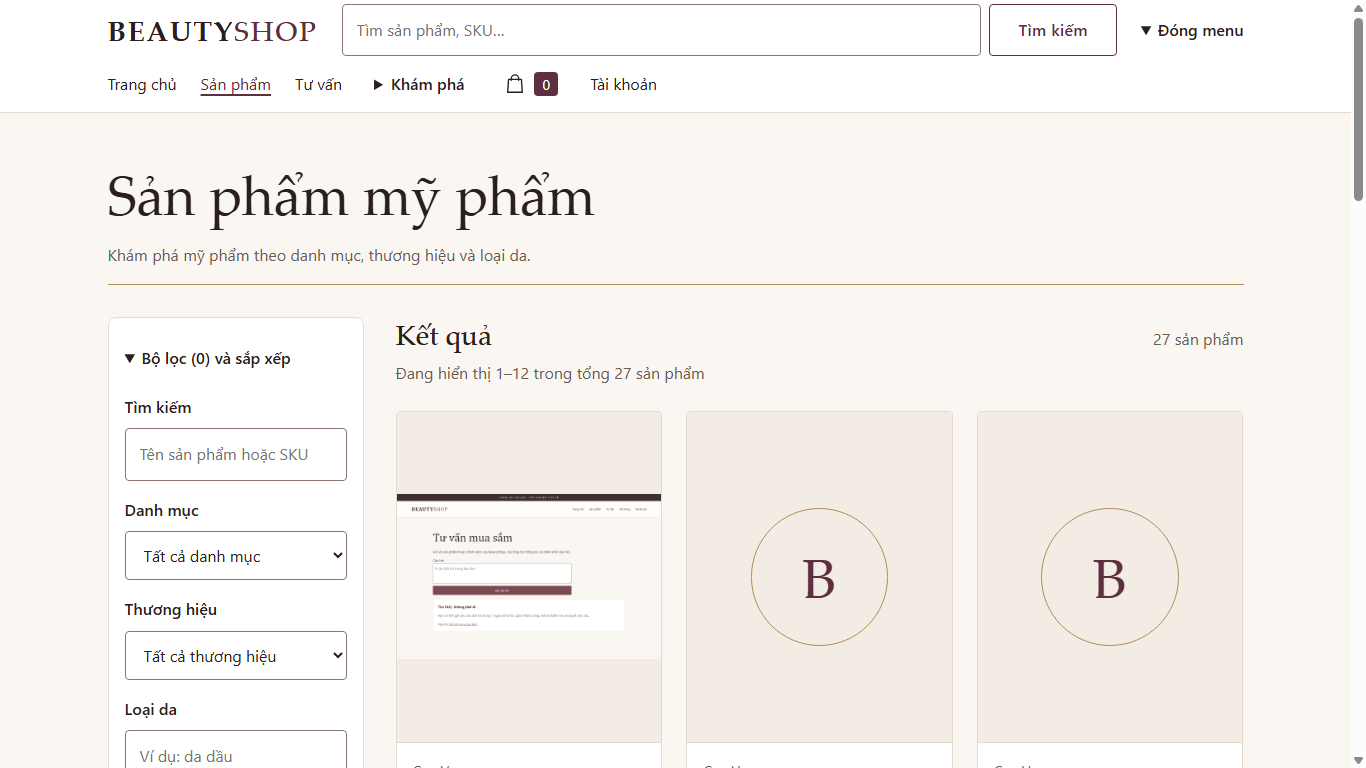 BEAUTYSHOP
Tìm sản phẩm, SKU...
Tìm kiếm
▼ Đóng menu
Trang chủ
Sản phẩm
Tư vấn
▶ Khám phá
0
Tài khoản
Sản phẩm mỹ phẩm
Khám phá mỹ phẩm theo danh mục, thương hiệu và loại da.
▼ Bộ lọc (0) và sắp xếp
Tìm kiếm
Tên sản phẩm hoặc SKU
Danh mục
Tất cả danh mục
Thương hiệu
Tất cả thương hiệu
Loại da
Ví dụ: da dầu
Kết quả
27 sản phẩm
Đang hiển thị 1–12 trong tổng 27 sản phẩm
BEAUTYSHOP
Tư vấn mua sắm
B
B